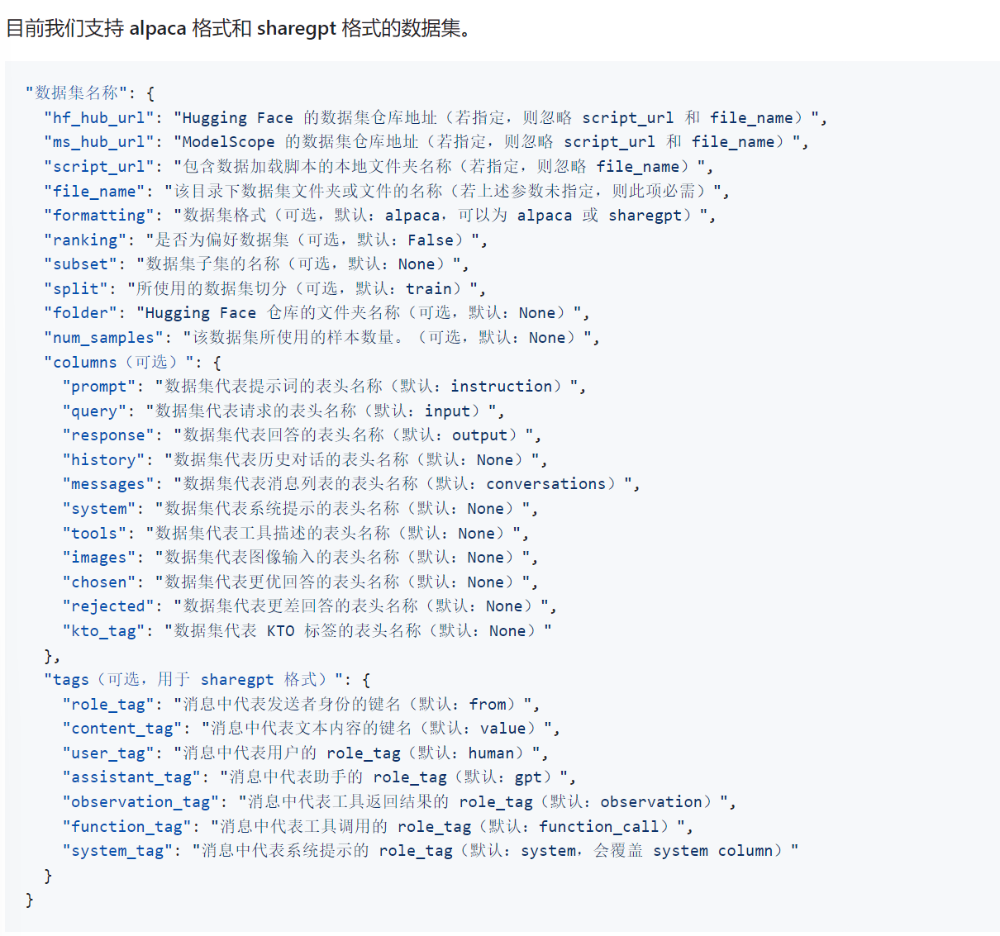 目前我们支持 alpaca 格式和 sharegpt 格式的数据集。
"数据集名称": {
  "hf_hub_url": "Hugging Face 的数据集仓库地址（若指定，则忽略 script_url 和 file_name）",
  "ms_hub_url": "ModelScope 的数据集仓库地址（若指定，则忽略 script_url 和 file_name）",
  "script_url": "包含数据加载脚本的本地文件夹名称（若指定，则忽略 file_name）",
  "file_name": "该目录下数据集文件夹或文件的名称（若上述参数未指定，则此项必需）",
  "formatting": "数据集格式（可选，默认：alpaca，可以为 alpaca 或 sharegpt）",
  "ranking": "是否为偏好数据集（可选，默认：False）",
  "subset": "数据集子集的名称（可选，默认：None）",
  "split": "所使用的数据集切分（可选，默认：train）",
  "folder": "Hugging Face 仓库的文件夹名称（可选，默认：None）",
  "num_samples": "该数据集所使用的样本数量。（可选，默认：None）",
  "columns（可选）": {
    "prompt": "数据集代表提示词的表头名称（默认：instruction）",
    "query": "数据集代表请求的表头名称（默认：input）",
    "response": "数据集代表回答的表头名称（默认：output）",
    "history": "数据集代表历史对话的表头名称（默认：None）",
    "messages": "数据集代表消息列表的表头名称（默认：conversations）",
    "system": "数据集代表系统提示的表头名称（默认：None）",
    "tools": "数据集代表工具描述的表头名称（默认：None）",
    "images": "数据集代表图像输入的表头名称（默认：None）",
    "chosen": "数据集代表更优回答的表头名称（默认：None）",
    "rejected": "数据集代表更差回答的表头名称（默认：None）",
    "kto_tag": "数据集代表 KTO 标签的表头名称（默认：None）"
  },
  "tags（可选，用于 sharegpt 格式）": {
    "role_tag": "消息中代表发送者身份的键名（默认：from）",
    "content_tag": "消息中代表文本内容的键名（默认：value）",
    "user_tag": "消息中代表用户的 role_tag（默认：human）",
    "assistant_tag": "消息中代表助手的 role_tag（默认：gpt）",
    "observation_tag": "消息中代表工具返回结果的 role_tag（默认：observation）",
    "function_tag": "消息中代表工具调用的 role_tag（默认：function_call）",
    "system_tag": "消息中代表系统提示的 role_tag（默认：system，会覆盖 system column）"
  }
}